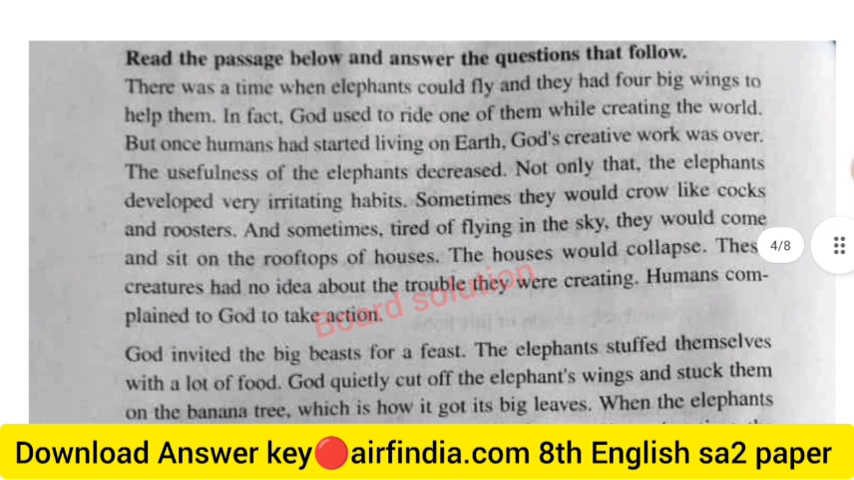 Read the passage below and answer the questions that follow.
There was a time when elephants could fly and they had four big wings to
help them. In fact, God used to ride one of them while creating the world.
But once humans had started living on Earth, God's creative work was over.
The usefulness of the elephants decreased. Not only that, the elephants
developed very irritating habits. Sometimes they would crow like cocks
and roosters. And sometimes, tired of flying in the sky, they would come
and sit on the rooftops of houses. The houses would collapse. Thes
4/8
creatures had no idea about the trouble they were creating. Humans com-
plained to God to take action.
Board solution
God invited the big beasts for a feast. The elephants stuffed themselves
with a lot of food. God quietly cut off the elephant's wings and stuck them
on the banana tree, which is how it got its big leaves. When the elephants
Download Answer key🔴airfindia.com 8th English sa2 paper